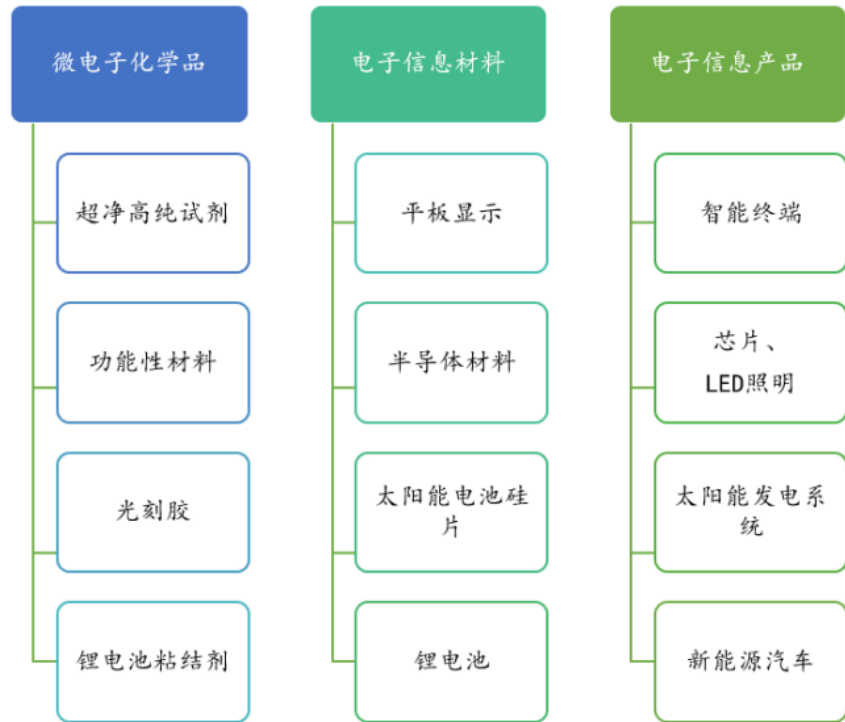 微电子化学品
超净高纯试剂
功能性材料
光刻胶
锂电池粘结剂
电子信息材料
平板显示
半导体材料
太阳能电池硅
片
锂电池
电子信息产品
智能终端
芯片、
LED照明
太阳能发电系
统
新能源汽车